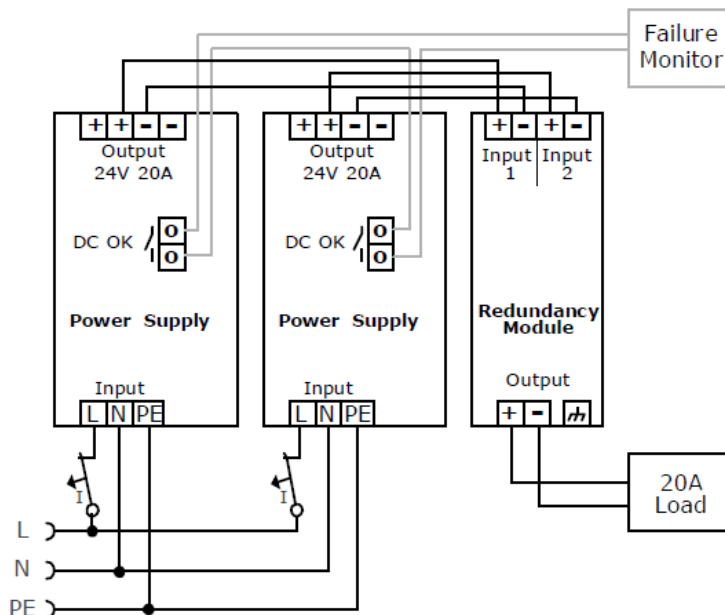 Failure
Monitor
+ + - -
Output
24V 20A
DC OK
O
O
Power Supply
Input
L N PE
I
+ + - -
Output
24V 20A
DC OK
O
O
Power Supply
Input
L N PE
I
+ - + -
Input
1
Input
2
Redundancy
Module
Output
+ -
20A
Load
L
N
PE